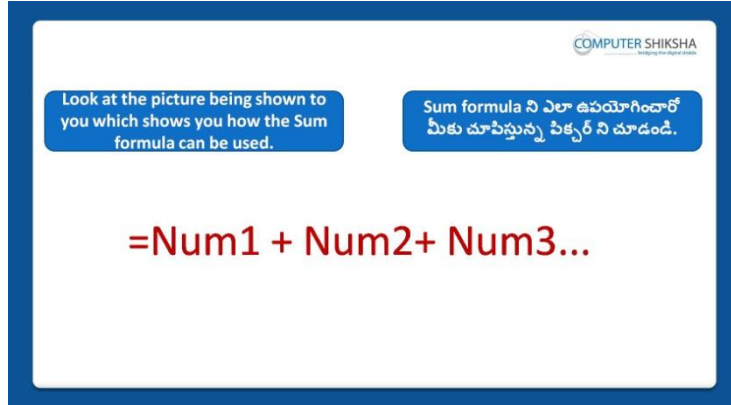 COMPUTER SHIKSHA
Look at the picture being shown to
you which shows you how the Sum
formula can be used.
Sum formula ని ఎలా ఉపయోగించారో
మీకు చూపిస్తున్న పిక్చర్ ని చూడండి.
=Num1 + Num2+ Num3...